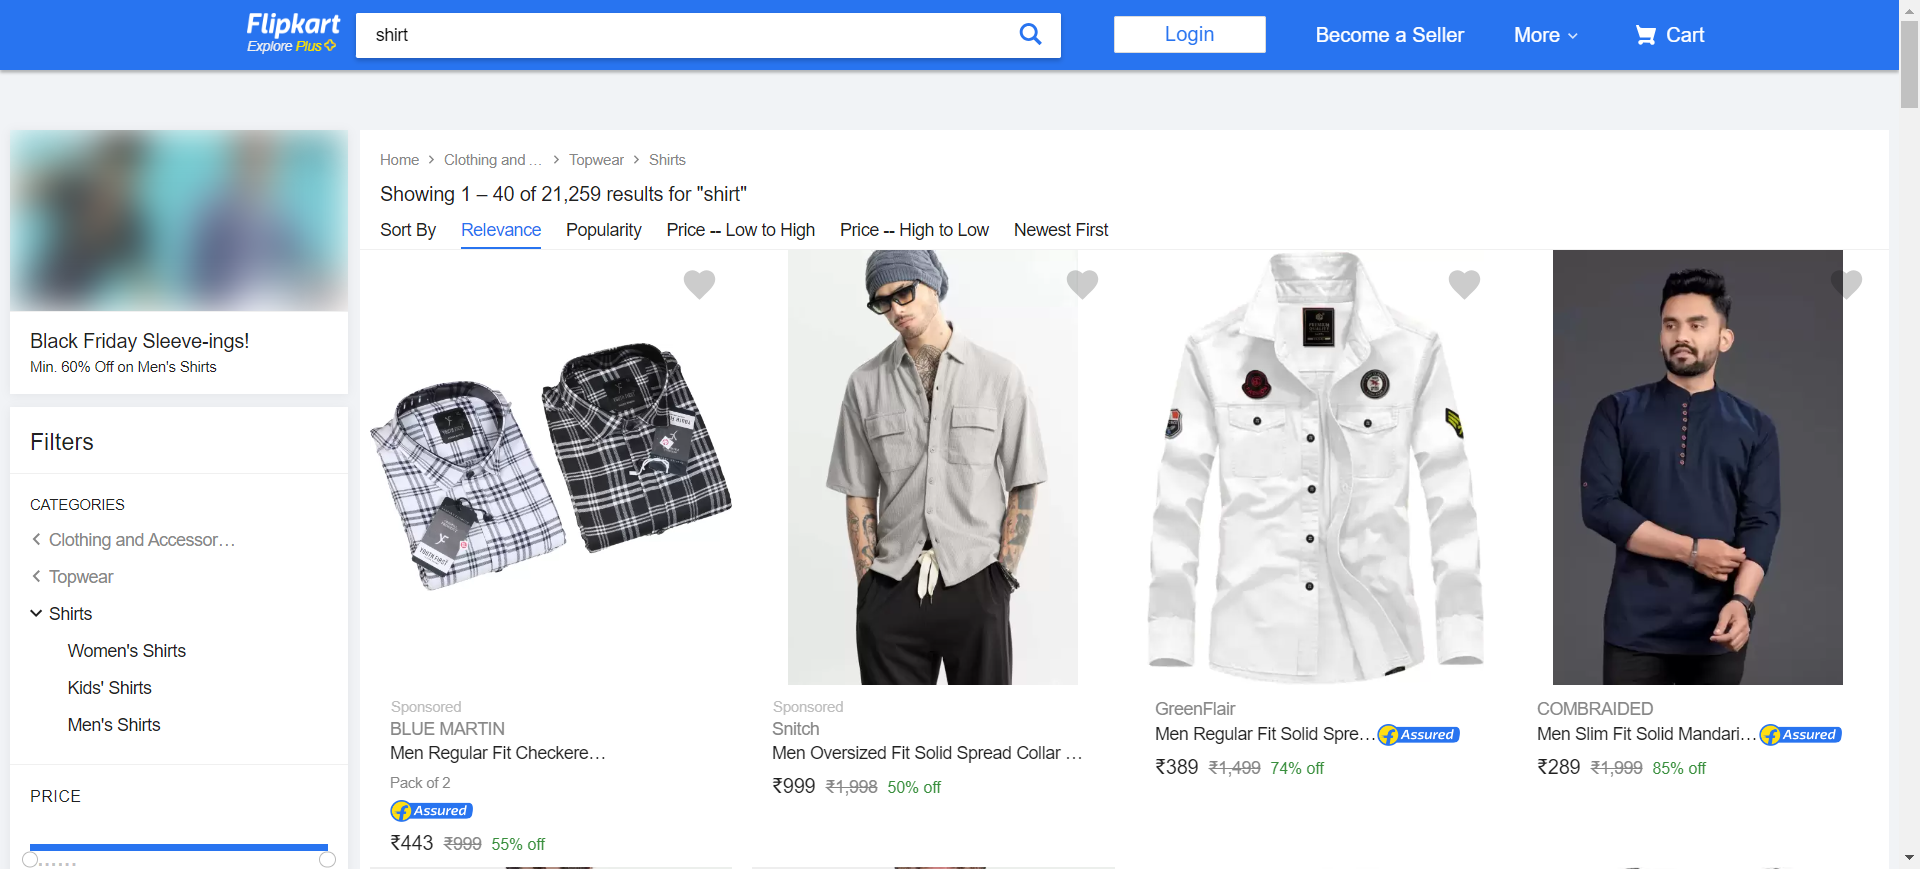 Flipkart
Explore Plus
shirt
Login
Become a Seller
More
Cart
Black Friday Sleeve-ings!
Min. 60% Off on Men's Shirts
Filters
CATEGORIES
Clothing and Accessor…
Topwear
Shirts
Women's Shirts
Kids' Shirts
Men's Shirts
PRICE
Home
Clothing and …
Topwear
Shirts
Showing 1 – 40 of 21,259 results for "shirt"
Sort By
Relevance
Popularity
Price -- Low to High
Price -- High to Low
Newest First
Sponsored
BLUE MARTIN
Men Regular Fit Checkere…
Pack of 2
Assured
₹443 ₹999 55% off
Sponsored
Snitch
Men Oversized Fit Solid Spread Collar …
₹999 ₹1,998 50% off
PREMIUM
GreenFlair
Men Regular Fit Solid Spre… Assured
₹389 ₹1,499 74% off
COMBRAIDED
Men Slim Fit Solid Mandari… Assured
₹289 ₹1,999 85% off